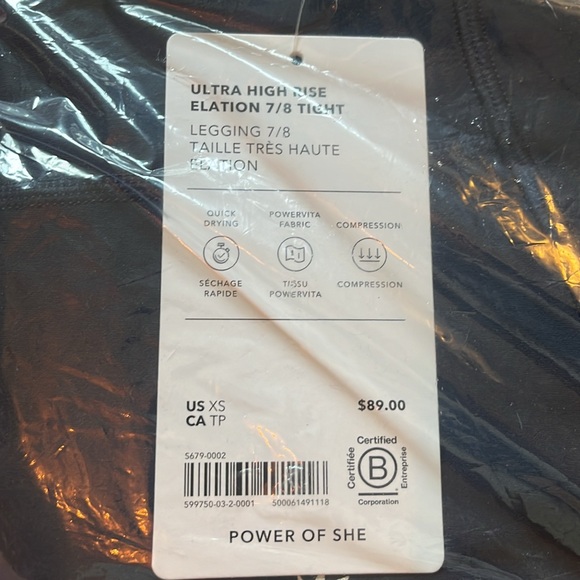 ULTRA HIGH RISE
ELATION 7/8 TIGHT
LEGGING 7/8
TAILLE TRÈS HAUTE
ELATION
QUICK
DRYING
POWERVITA
FABRIC
COMPRESSION
SÉCHAGE
RAPIDE
TISSU
POWERVITA
COMPRESSION
US XS
CA TP
$89.00
S679-0002
599750-03-2-0001 500061491118
Certified
Certifiée
B
Entreprise
Corporation
POWER OF SHE